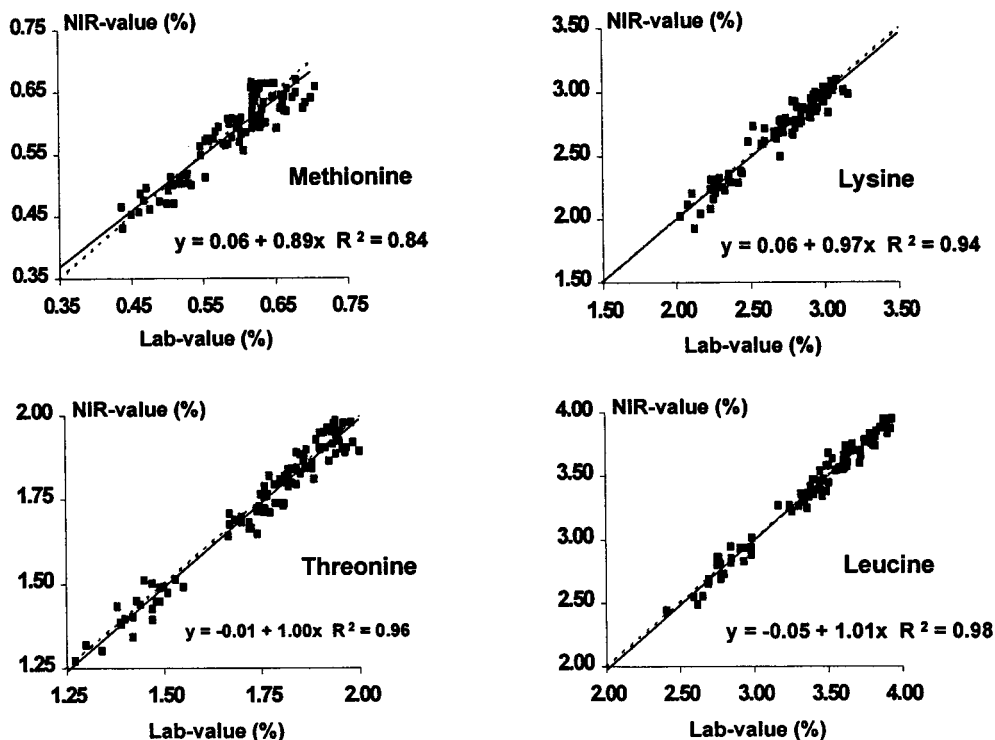 NIR-value (%)
0.75
0.65
0.55
0.45
0.35
Methionine
y = 0.06 + 0.89x R² = 0.84
0.35 0.45 0.55 0.65 0.75
Lab-value (%)
NIR-value (%)
3.50
3.00
2.50
2.00
1.50
Lysine
y = 0.06 + 0.97x R² = 0.94
1.50 2.00 2.50 3.00 3.50
Lab-value (%)
NIR-value (%)
2.00
1.75
1.50
1.25
Threonine
y = -0.01 + 1.00x R² = 0.96
1.25 1.50 1.75 2.00
Lab-value (%)
NIR-value (%)
4.00
3.50
3.00
2.50
2.00
Leucine
y = -0.05 + 1.01x R² = 0.98
2.00 2.50 3.00 3.50 4.00
Lab-value (%)